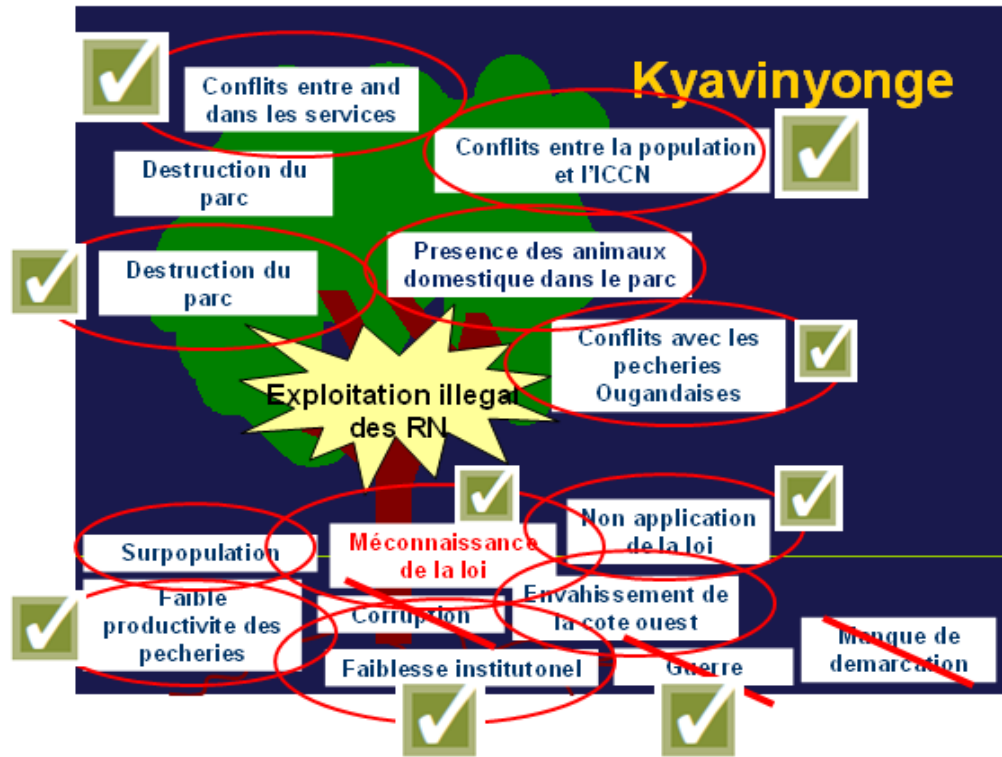 Kyavinyonge
Conflits entre and
dans les services
Conflits entre la population
et l'ICCN
Destruction du
parc
Presence des animaux
domestique dans le parc
Destruction du
parc
Conflits avec les
pecheries
Ougandaises
Exploitation illegal
des RN
Non application
de la loi
Surpopulation
Méconnaissance
de la loi
Faible
productivite des
pecheries
Corruption
Envahissement de
la cote ouest
Manque de
demarcation
Faiblesse institutonel
Guerre